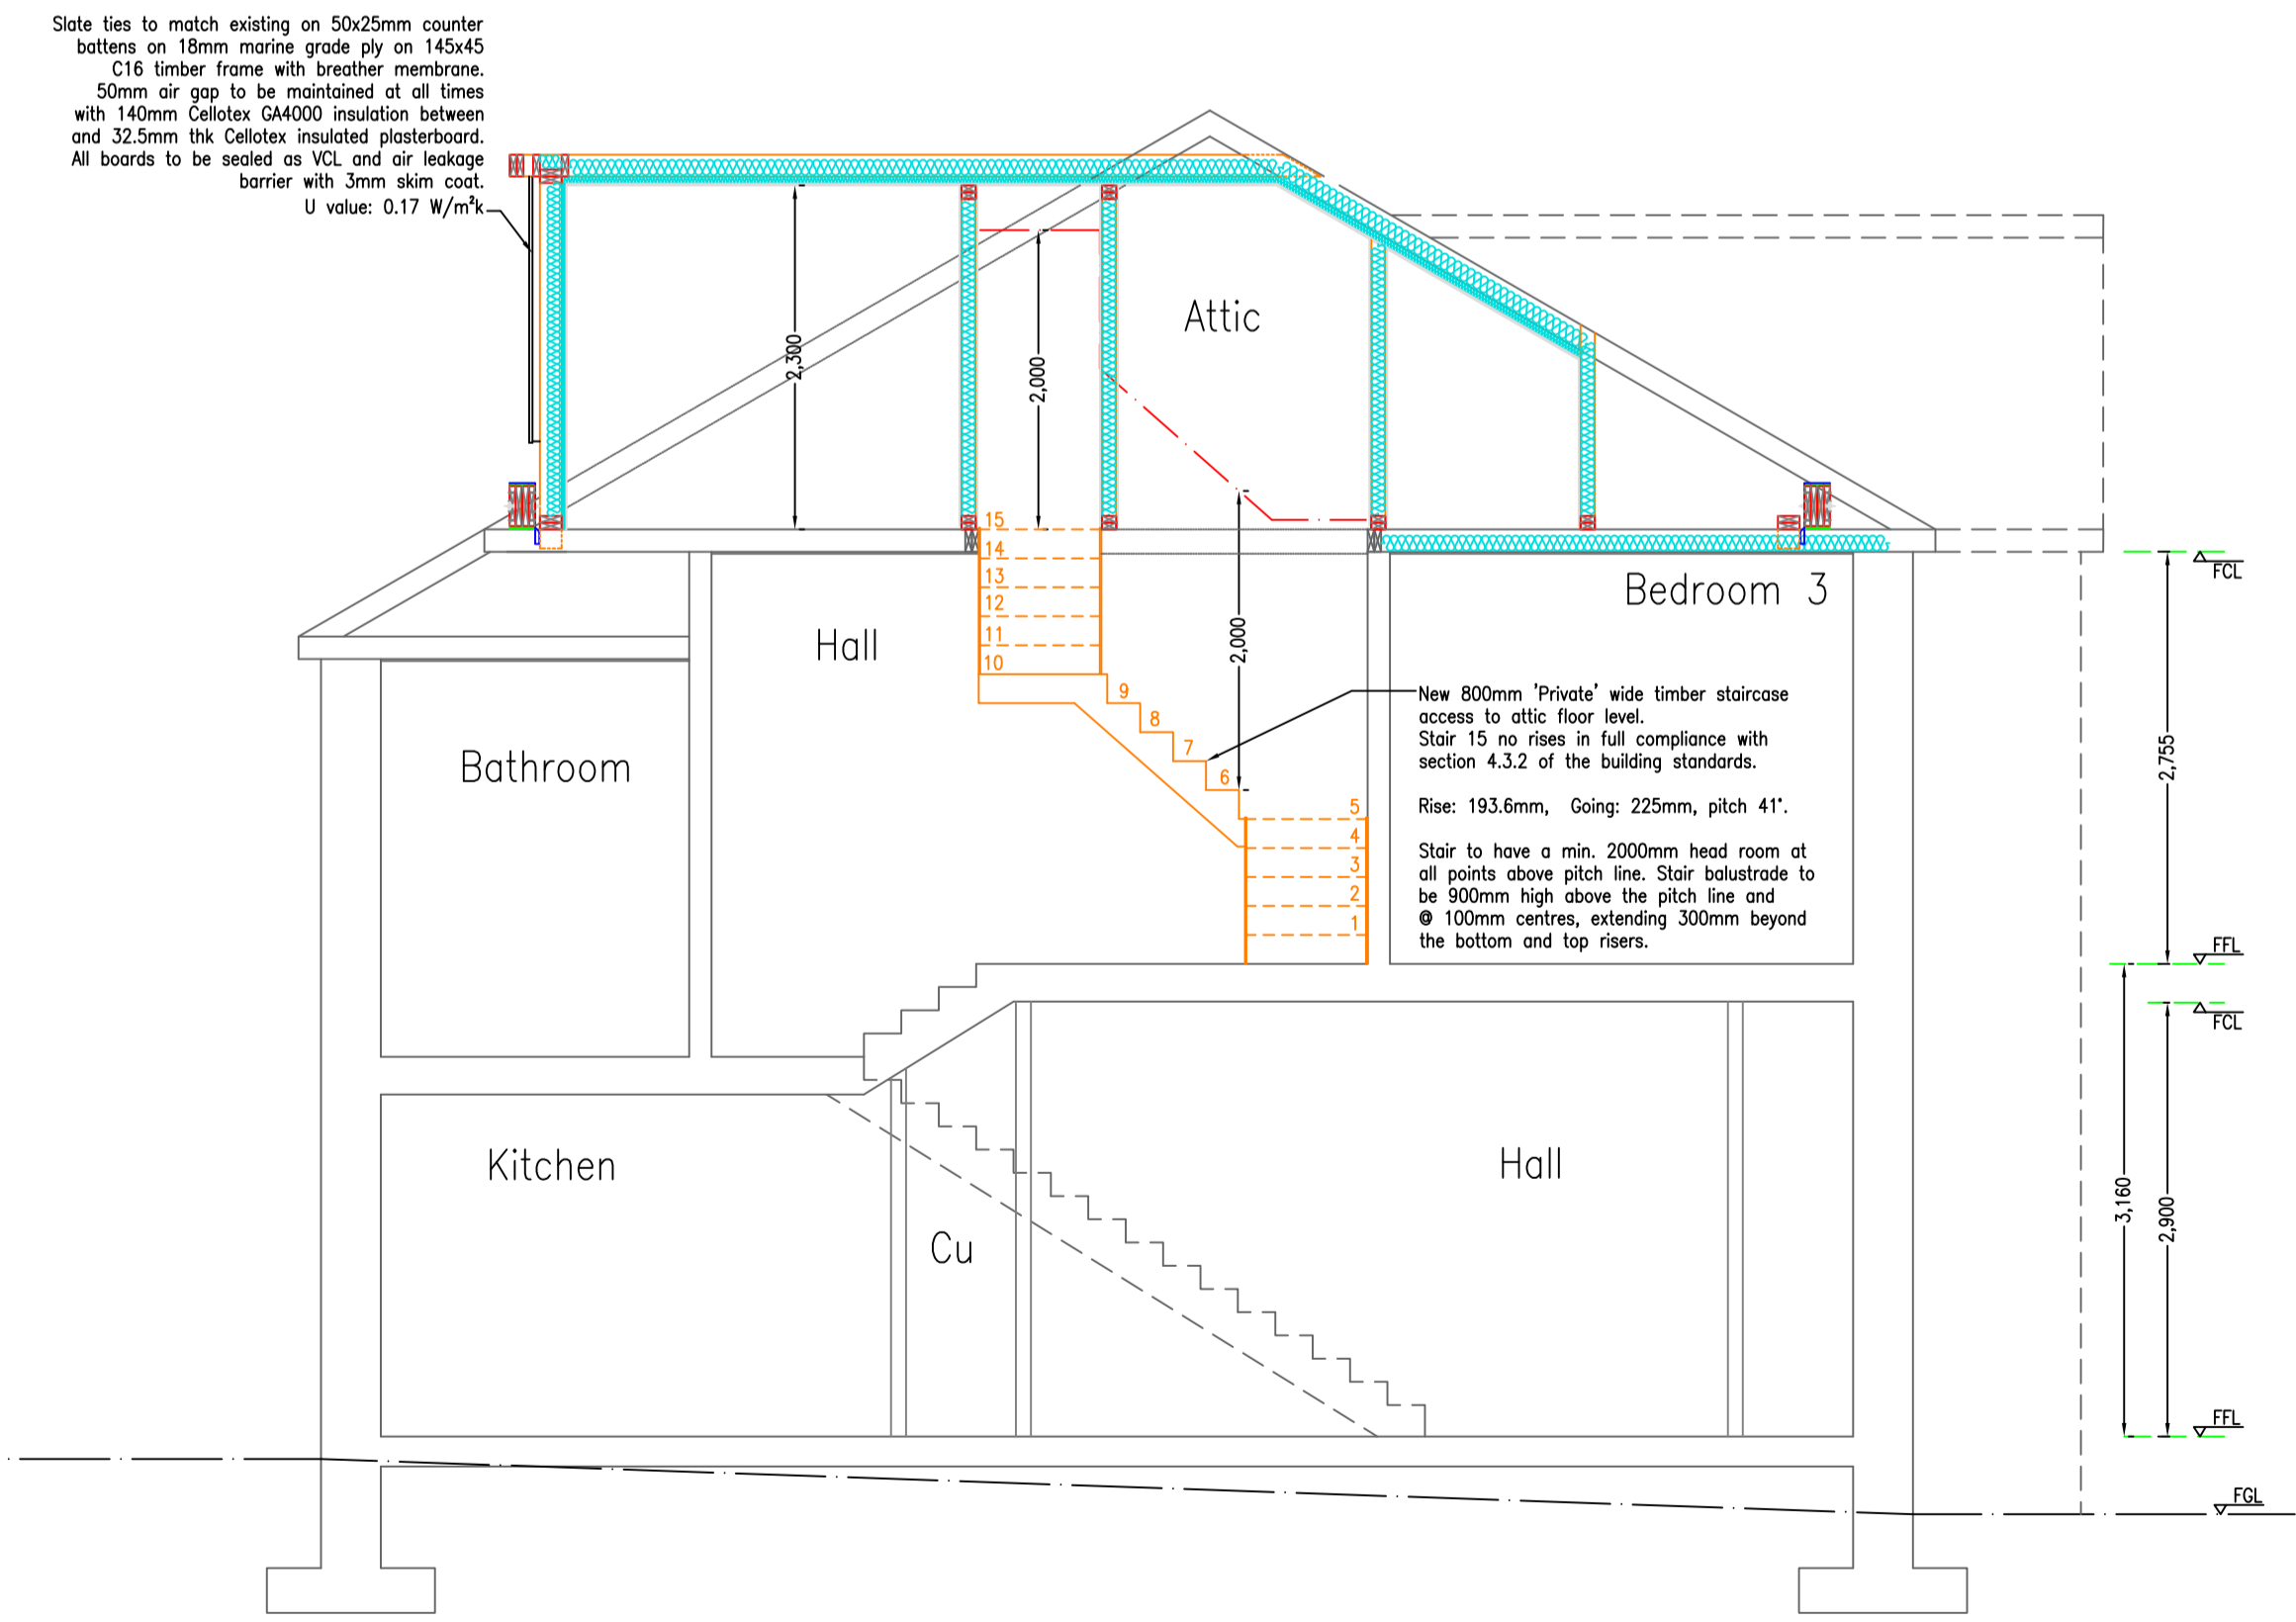 Slate ties to match existing on 50x25mm counter
battens on 18mm marine grade ply on 145x45
C16 timber frame with breather membrane.
50mm air gap to be maintained at all times
with 140mm Cellotex GA4000 insulation between
and 32.5mm thk Cellotex insulated plasterboard.
All boards to be sealed as VCL and air leakage
barrier with 3mm skim coat.
U value: 0.17 W/m²k
2,300
2,000
Attic
15
14
13
12
11
10
9
8
7
6
5
4
3
2
1
2,000
Hall
Bathroom
Bedroom 3
New 800mm 'Private' wide timber staircase
access to attic floor level.
Stair 15 no rises in full compliance with
section 4.3.2 of the building standards.
Rise: 193.6mm, Going: 225mm, pitch 41°.
Stair to have a min. 2000mm head room at
all points above pitch line. Stair balustrade to
be 900mm high above the pitch line and
@ 100mm centres, extending 300mm beyond
the bottom and top risers.
FCL
2,755
FFL
FCL
3,160
2,900
FFL
FGL
Kitchen
Cu
Hall